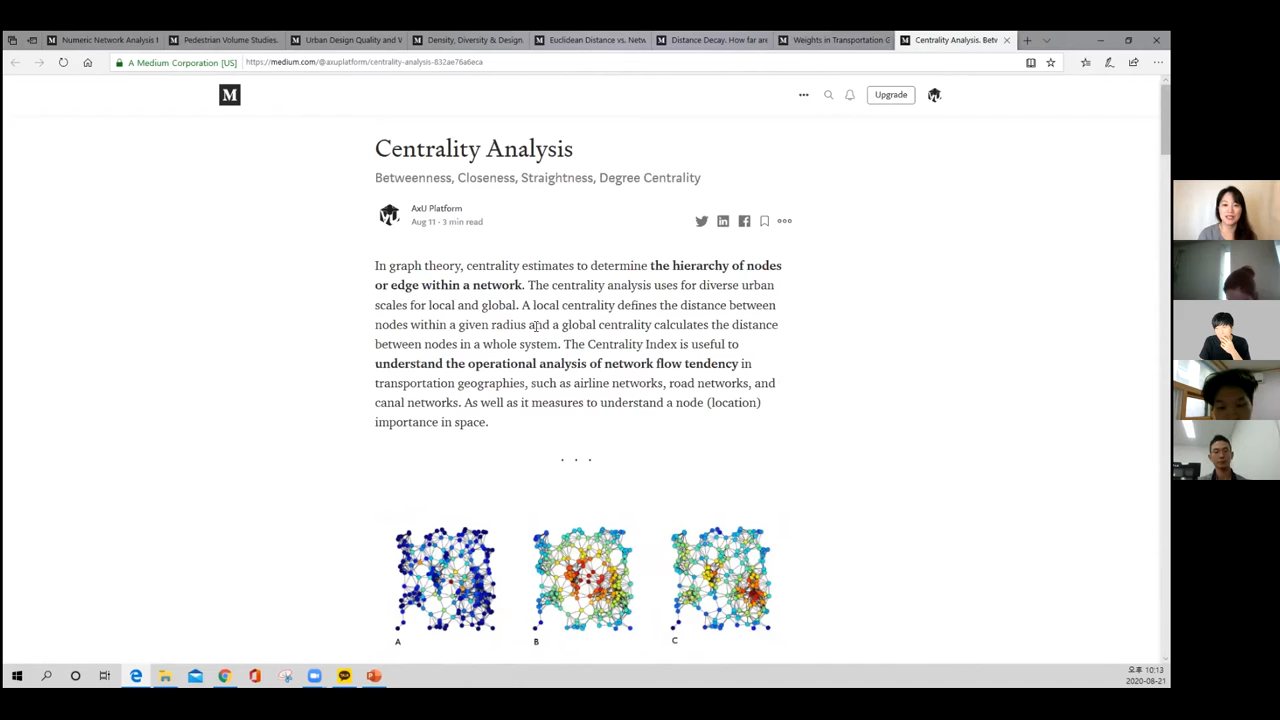 Numeric Network Analysis
Pedestrian Volume Studies.
Urban Design Quality and W
Density, Diversity & Design.
Euclidean Distance vs. Netw
Distance Decay. How far are
Weights in Transportation G
Centrality Analysis. Betw
A Medium Corporation [US]
https://medium.com/@axuplatform/centrality-analysis-832ae76a6eca
M
Upgrade
Centrality Analysis
Betweenness, Closeness, Straightness, Degree Centrality
AxU Platform
Aug 11 · 3 min read
In graph theory, centrality estimates to determine the hierarchy of nodes
or edge within a network. The centrality analysis uses for diverse urban
scales for local and global. A local centrality defines the distance between
nodes within a given radius and a global centrality calculates the distance
between nodes in a whole system. The Centrality Index is useful to
understand the operational analysis of network flow tendency in
transportation geographies, such as airline networks, road networks, and
canal networks. As well as it measures to understand a node (location)
importance in space.
. . .
A B C
오후 10:13
2020-08-21